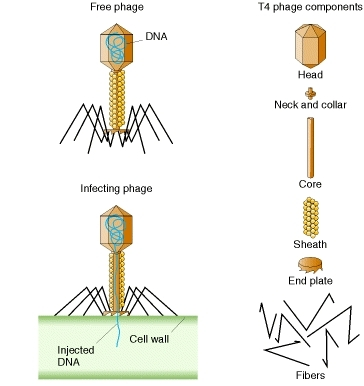 Free phage
DNA
Infecting phage
Cell wall
Injected
DNA
T4 phage components
Head
Neck and collar
Core
Sheath
End plate
Fibers